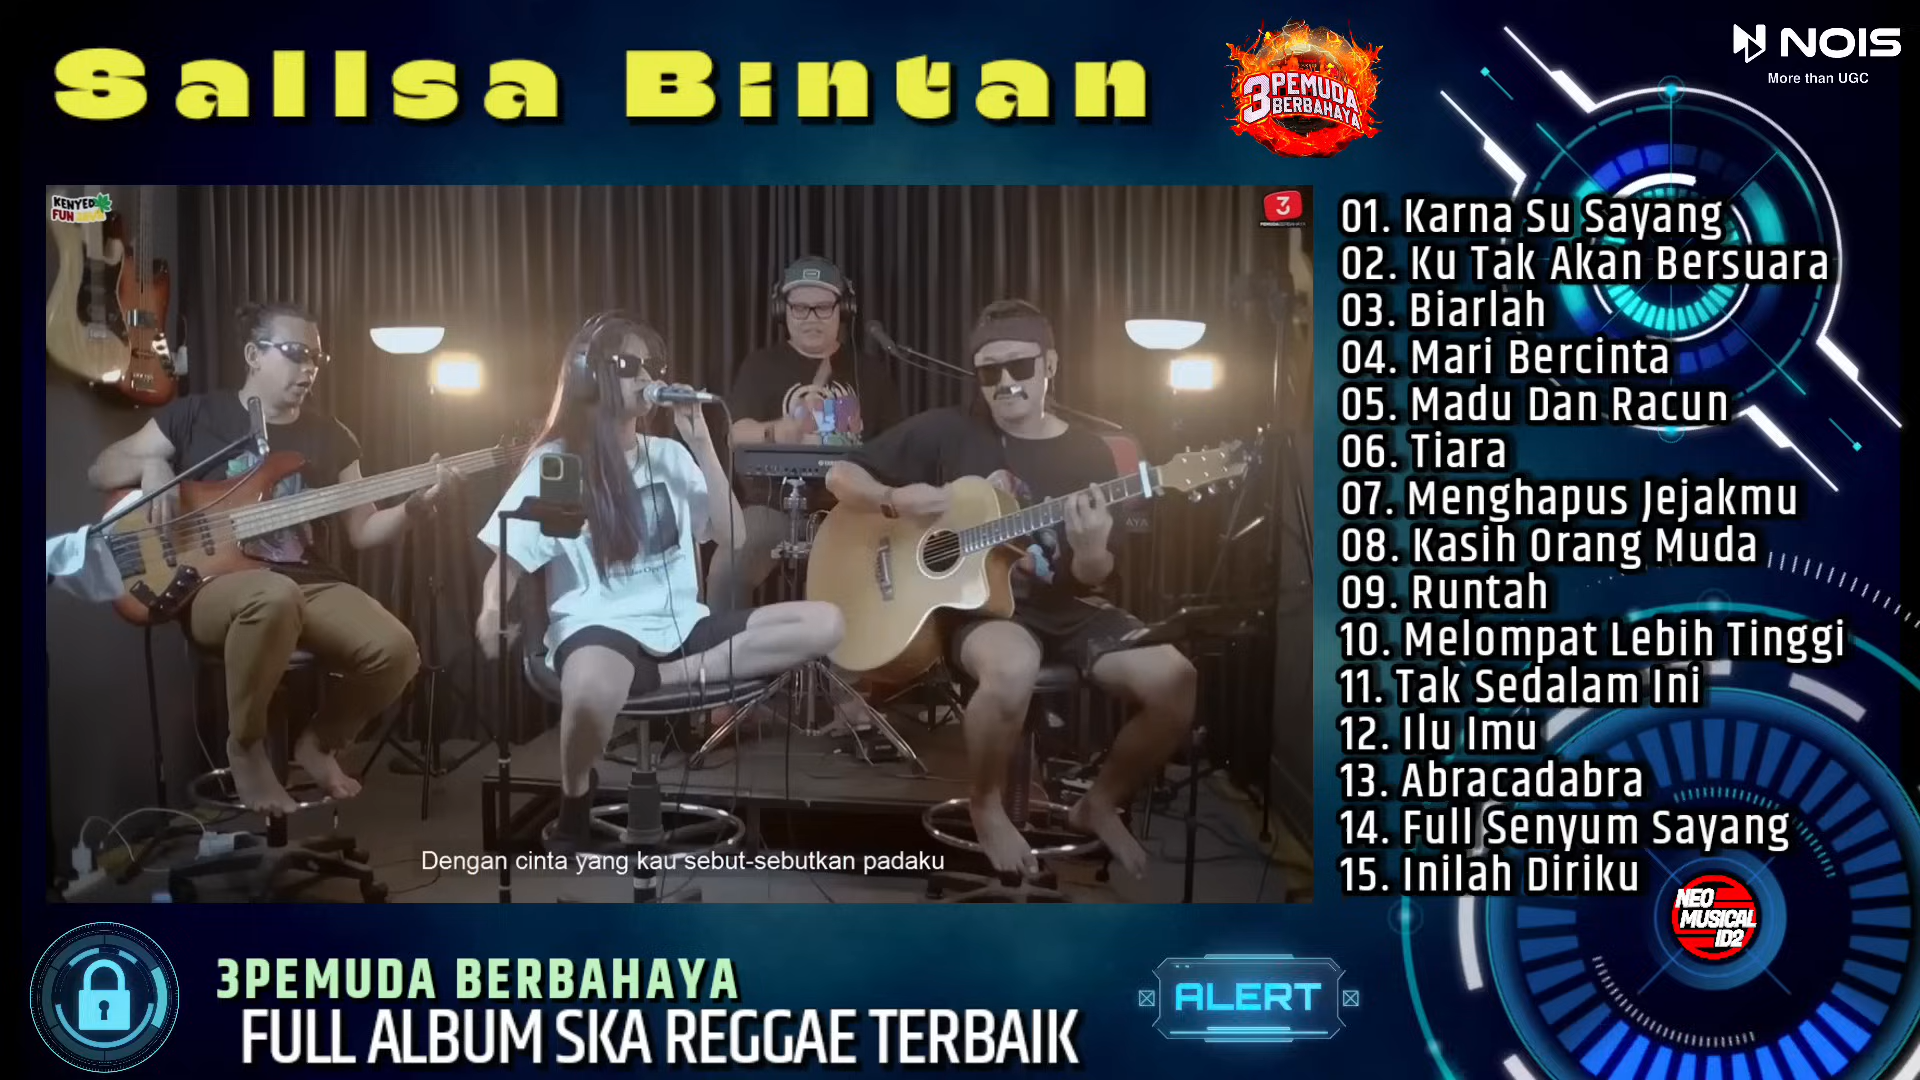 Sallsa Bintan
3PEMUDA
BERBAHAYA
NOIS
More than UGC
KENYED
FUN
3
01. Karna Su Sayang
02. Ku Tak Akan Bersuara
03. Biarlah
04. Mari Bercinta
05. Madu Dan Racun
06. Tiara
07. Menghapus Jejakmu
08. Kasih Orang Muda
09. Runtah
10. Melompat Lebih Tinggi
11. Tak Sedalam Ini
12. Ilu Imu
13. Abracadabra
14. Full Senyum Sayang
15. Inilah Diriku
Dengan cinta yang kau sebut-sebutkan padaku
NEO
MUSICAL
ID2
3PEMUDA BERBAHAYA
FULL ALBUM SKA REGGAE TERBAIK
ALERT